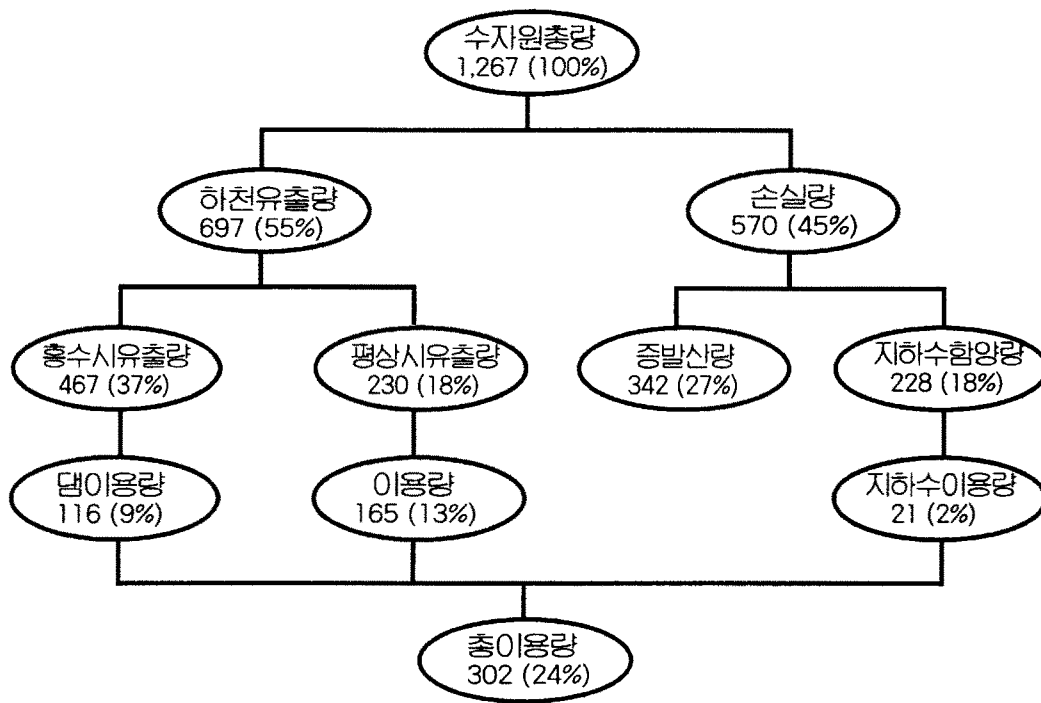 수자원총량
1,267 (100%)
하천유출량
697 (55%)
손실량
570 (45%)
홍수시유출량
467 (37%)
평상시유출량
230 (18%)
증발산량
342 (27%)
지하수함양량
228 (18%)
댐이용량
116 (9%)
이용량
165 (13%)
지하수이용량
21 (2%)
총이용량
302 (24%)